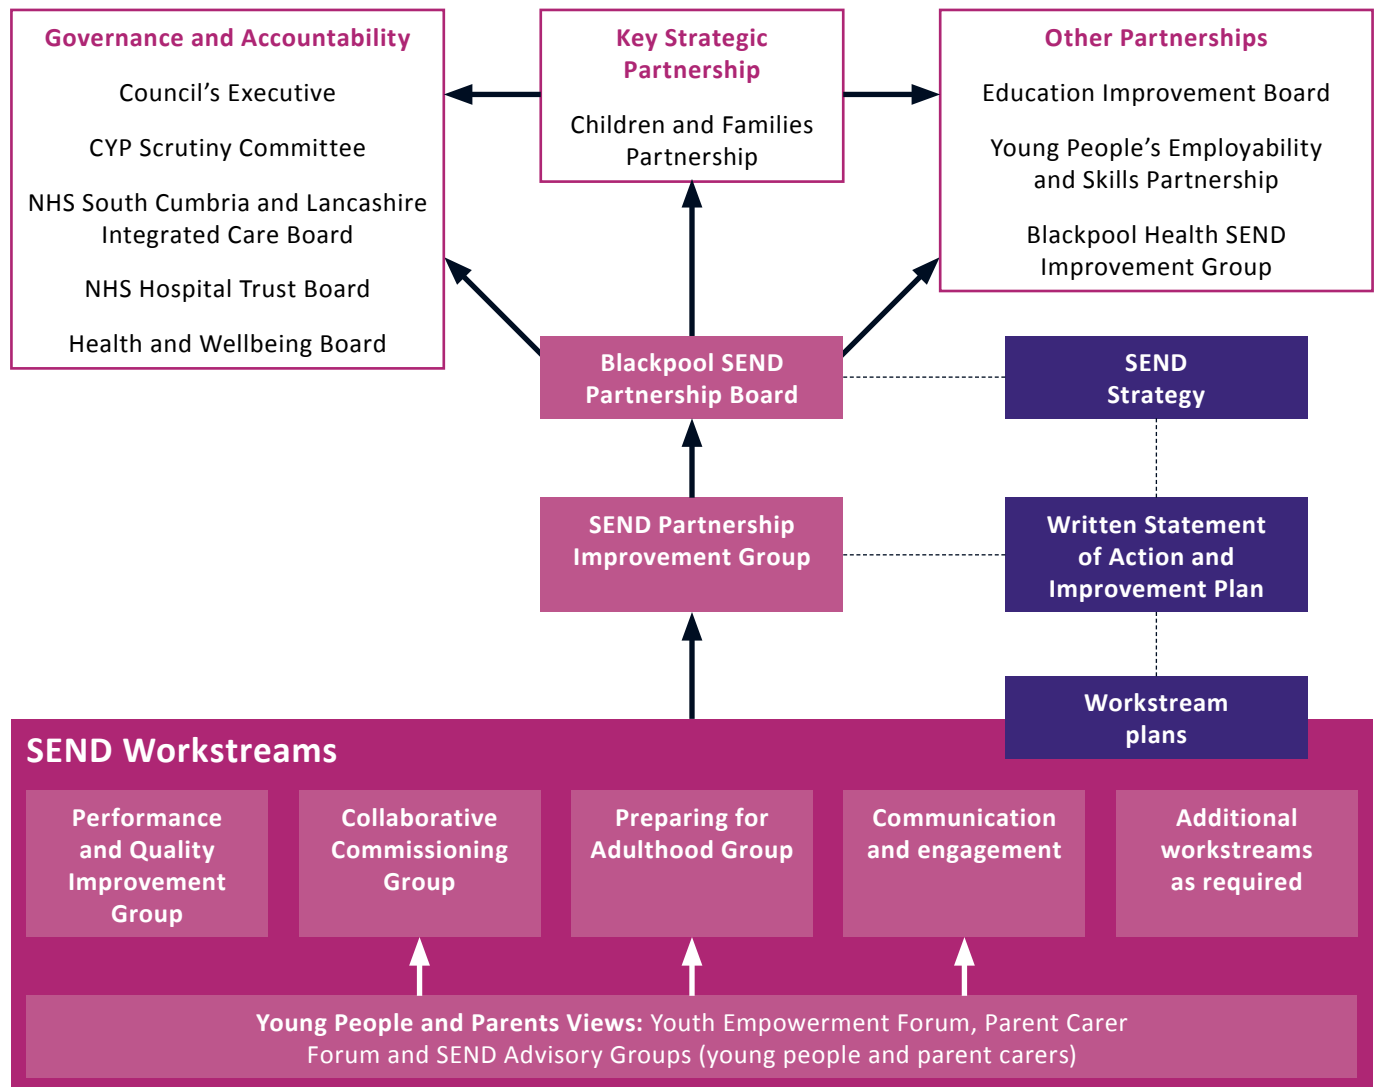 Governance and Accountability
Council’s Executive
CYP Scrutiny Committee
NHS South Cumbria and Lancashire
Integrated Care Board
NHS Hospital Trust Board
Health and Wellbeing Board
Key Strategic
Partnership
Children and Families
Partnership
Other Partnerships
Education Improvement Board
Young People’s Employability
and Skills Partnership
Blackpool Health SEND
Improvement Group
Blackpool SEND
Partnership Board
SEND
Strategy
SEND Partnership
Improvement Group
Written Statement
of Action and
Improvement Plan
Workstream
plans
SEND Workstreams
Performance
and Quality
Improvement
Group
Collaborative
Commissioning
Group
Preparing for
Adulthood Group
Communication
and engagement
Additional
workstreams
as required
Young People and Parents Views: Youth Empowerment Forum, Parent Carer
Forum and SEND Advisory Groups (young people and parent carers)